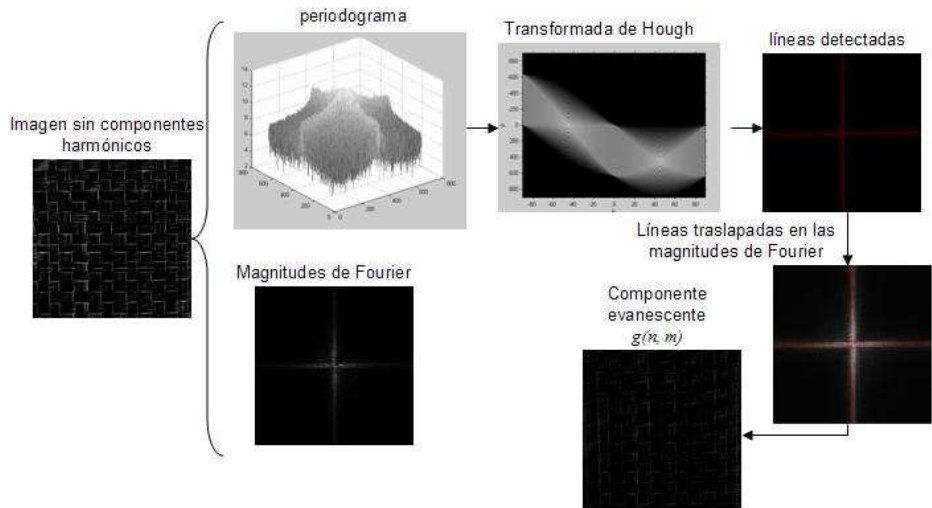 periodograma
Transformada de Hough
líneas detectadas
Imagen sin componentes
harmónicos
Líneas traslapadas en las
magnitudes de Fourier
Magnitudes de Fourier
Componente
evanescente
g(n, m)